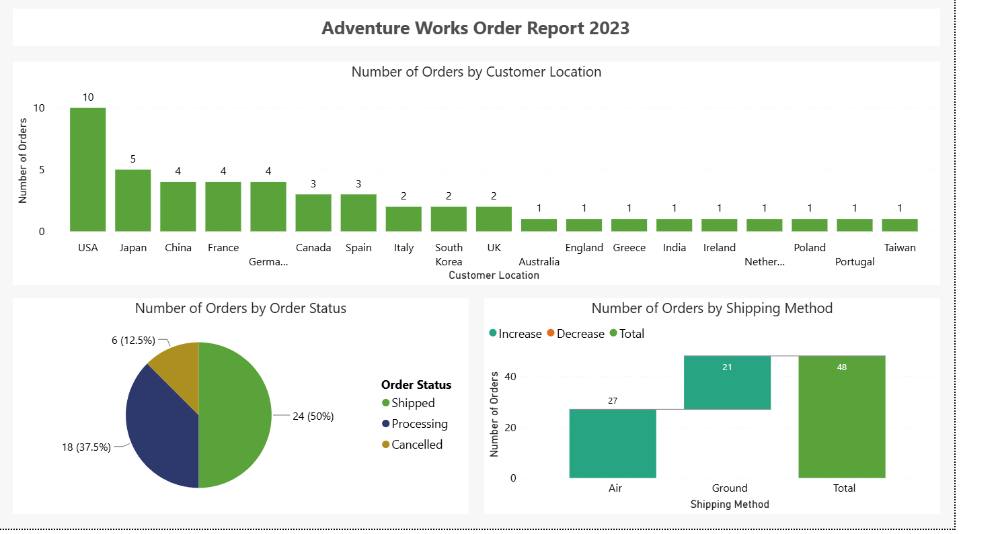 Adventure Works Order Report 2023
Number of Orders by Customer Location
Number of Orders
10
5
0
10
5
4
4
4
3
3
2
2
2
1
1
1
1
1
1
1
1
1
USA
Japan
China
France
Germa...
Canada
Spain
Italy
South
Korea
UK
Australia
England
Greece
India
Ireland
Nether...
Poland
Portugal
Taiwan
Customer Location
Number of Orders by Order Status
6 (12.5%)
24 (50%)
18 (37.5%)
Order Status
Shipped
Processing
Cancelled
Number of Orders by Shipping Method
Increase Decrease Total
Number of Orders
40
20
0
27
21
48
Air
Ground
Total
Shipping Method